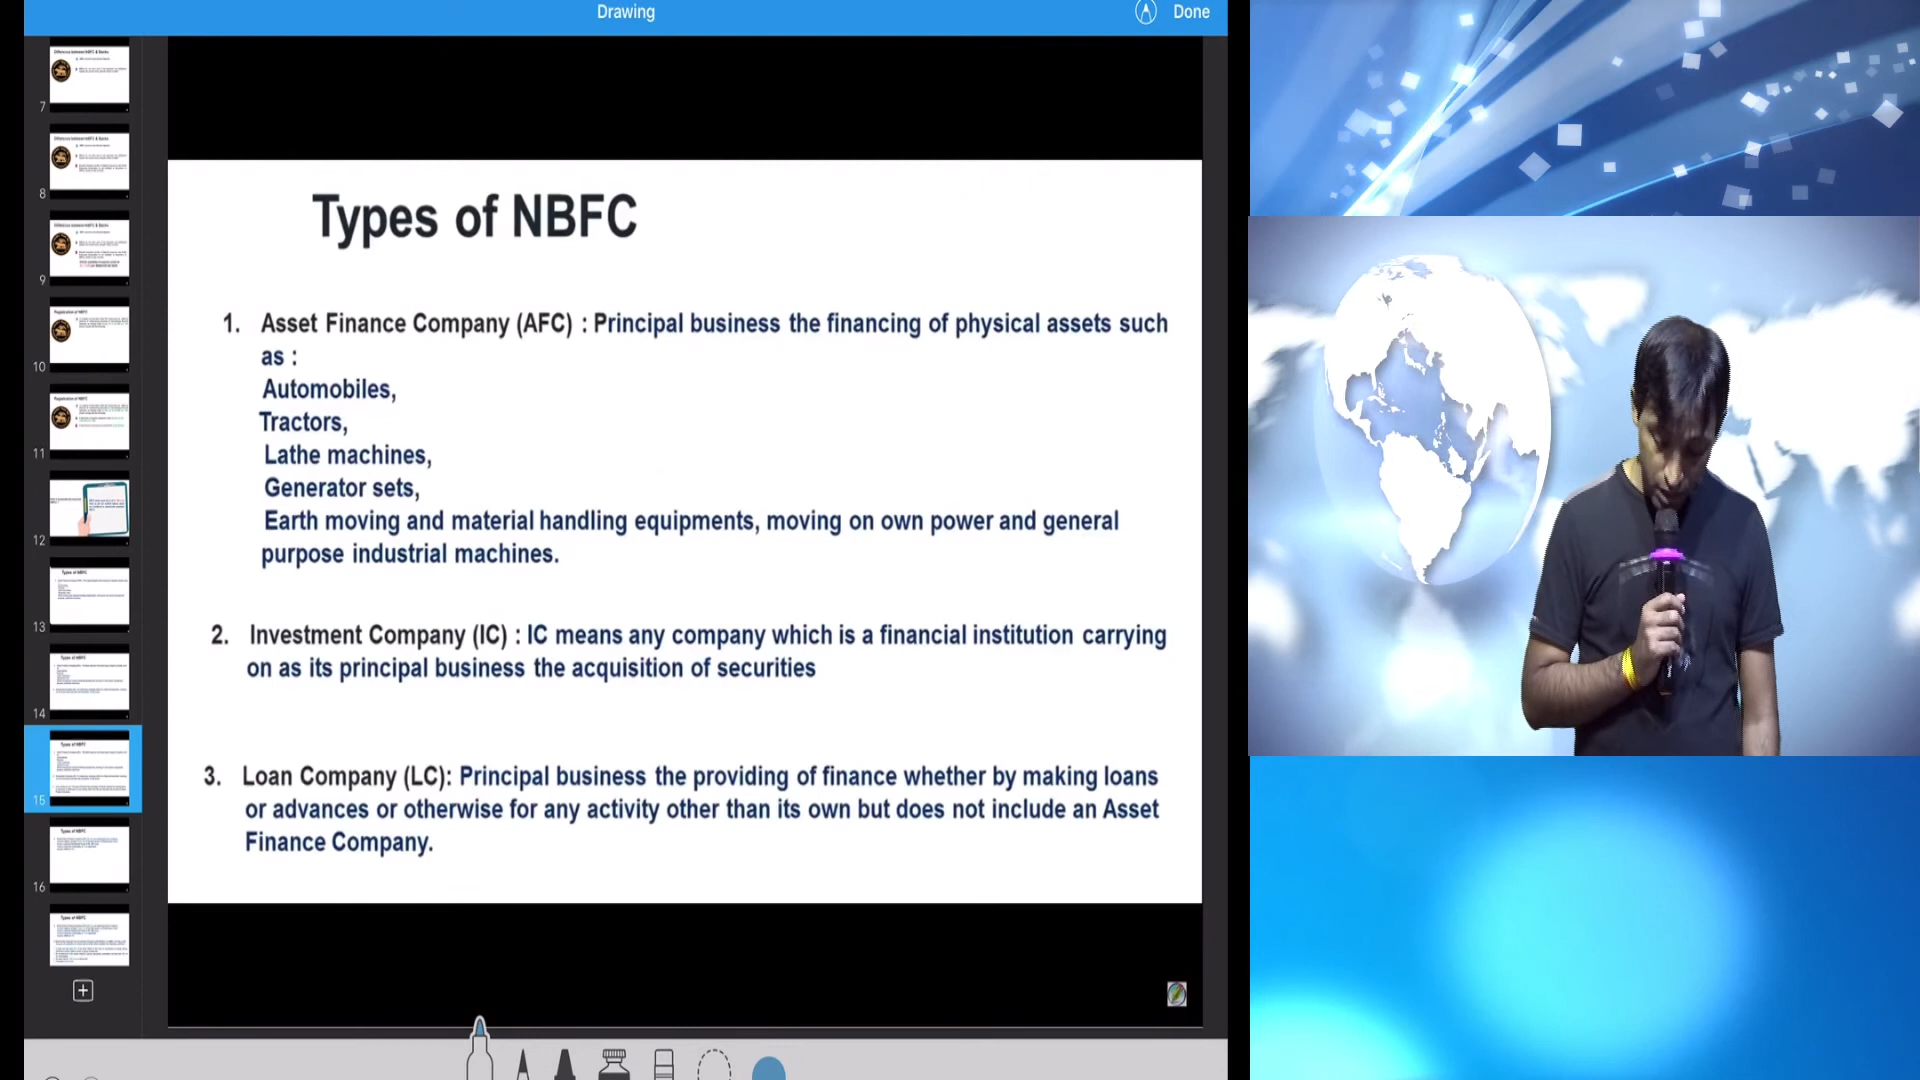 Drawing
Done
7
8
9
10
11
12
13
14
15
16
Types of NBFC
1. Asset Finance Company (AFC) : Principal business the financing of physical assets such
as :
Automobiles,
Tractors,
Lathe machines,
Generator sets,
Earth moving and material handling equipments, moving on own power and general
purpose industrial machines.
2. Investment Company (IC) : IC means any company which is a financial institution carrying
on as its principal business the acquisition of securities
3. Loan Company (LC): Principal business the providing of finance whether by making loans
or advances or otherwise for any activity other than its own but does not include an Asset
Finance Company.